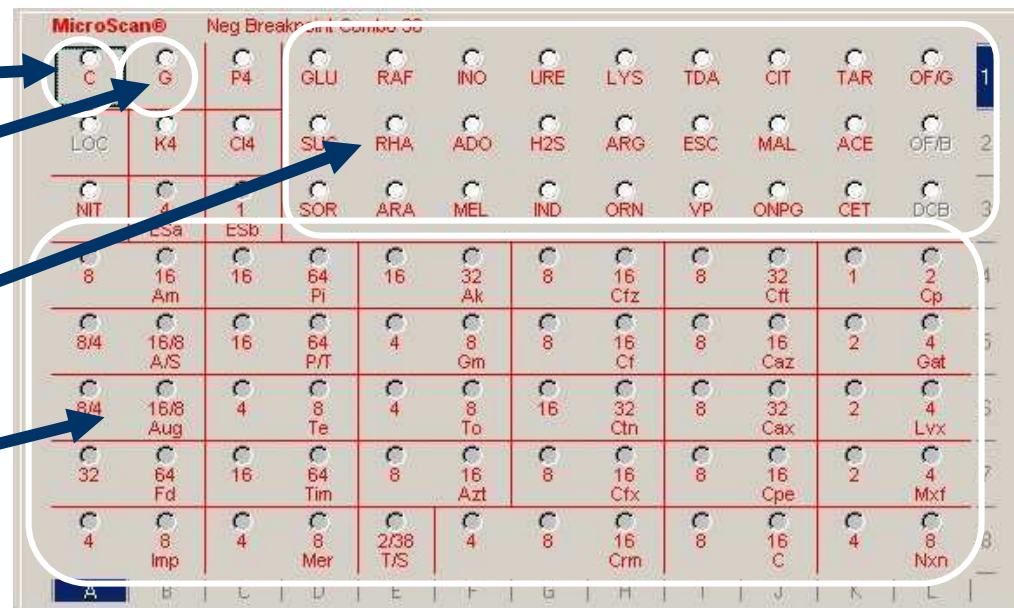 MicroScan® Neg Breakpoint Combo 38
C G P4 GLU RAF INO URE LYS TDA CIT TAR OF/G 1
LOC K4 Cl4 SUC RHA ADO H2S ARG ESC MAL ACE OF/B 2
NIT 4 1 SOR ARA MEL IND ORN VP ONPG CET DCB 3
ESa ESb
8 16 16 64 16 32 8 16 8 32 1 2 4
Am Pi Ak Cfz Cft Cp
8/4 16/8 16 64 4 8 8 16 8 16 2 4 5
A/S P/T Gm Cf Caz Gat
8/4 16/8 4 8 4 8 16 32 8 32 2 4 6
Aug Te To Ctn Cax Lvx
32 64 16 64 8 16 8 16 8 16 2 4 7
Fd Tim Azt Cfx Cpe Mxf
4 8 4 8 2/38 4 8 16 8 16 4 8 8
Imp Mer T/S Crm C Nxn
A B C D E F G H I J K L